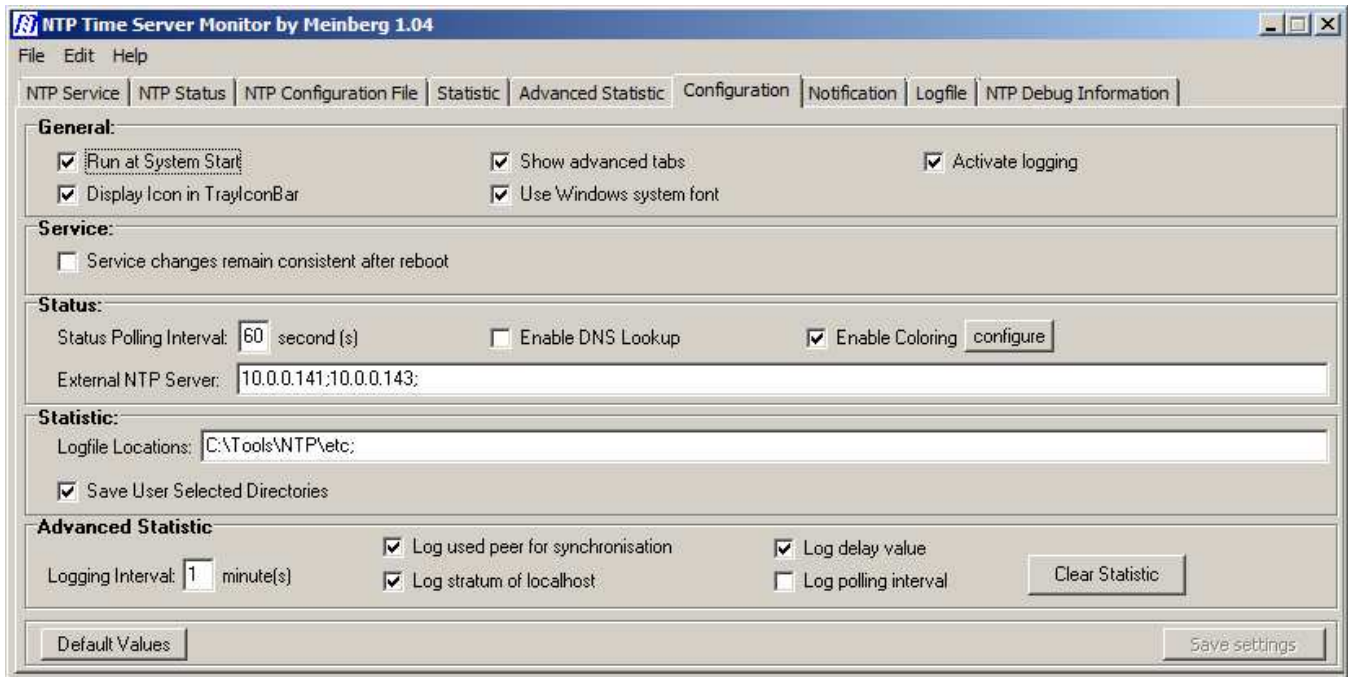 NTP Time Server Monitor by Meinberg 1.04
File Edit Help
NTP Service NTP Status NTP Configuration File Statistic Advanced Statistic Configuration Notification Logfile NTP Debug Information
General:
Run at System Start Show advanced tabs Activate logging
Display Icon in TrayIconBar Use Windows system font
Service:
Service changes remain consistent after reboot
Status:
Status Polling Interval: 60 second (s) Enable DNS Lookup Enable Coloring configure
External NTP Server: 10.0.0.141;10.0.0.143;
Statistic:
Logfile Locations: C:\Tools\NTP\etc;
Save User Selected Directories
Advanced Statistic
Log used peer for synchronisation Log delay value
Logging Interval: 1 minute(s) Log stratum of localhost Log polling interval Clear Statistic
Default Values Save settings